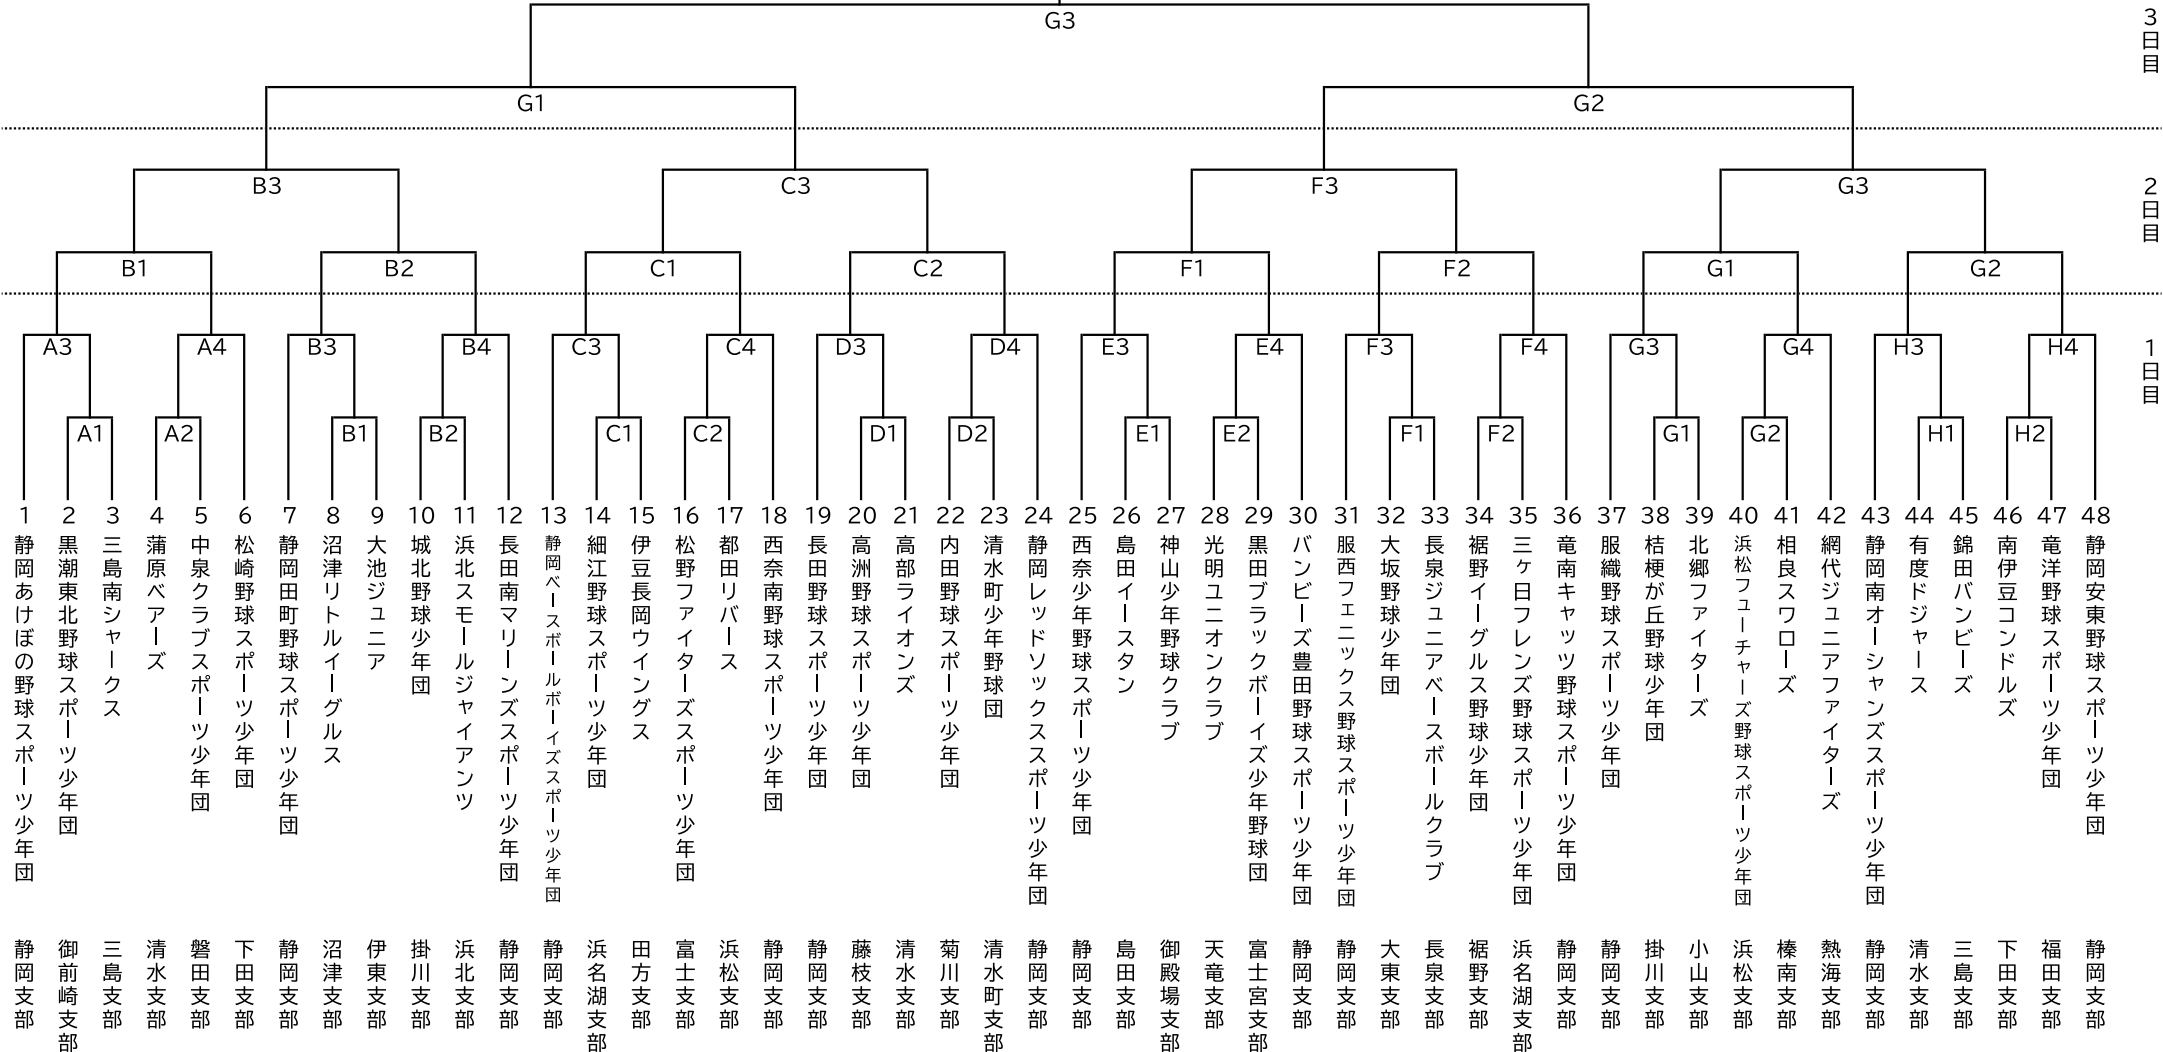 G3
3日目
G1
G2
B3
C3
F3
G3
2日目
B1
B2
C1
C2
F1
F2
G1
G2
A3
A4
B3
B4
C3
C4
D3
D4
E3
E4
F3
F4
G3
G4
H3
H4
1日目
A1
A2
B1
B2
C1
C2
D1
D2
E1
E2
F1
F2
G1
G2
H1
H2
1 静岡あけぼの野球スポーツ少年団 静岡支部
2 黒潮東北野球スポーツ少年団 御前崎支部
3 三島南シャークス 三島支部
4 蒲原ベアーズ 清水支部
5 中泉クラブスポーツ少年団 磐田支部
6 松崎野球スポーツ少年団 下田支部
7 静岡田町野球スポーツ少年団 静岡支部
8 沼津リトルイーグルス 沼津支部
9 大池ジュニア 伊東支部
10 城北野球少年団 掛川支部
11 浜北スモールジャイアンツ 浜北支部
12 長田南マリーンズスポーツ少年団 静岡支部
13 静岡ベースボールボーイズスポーツ少年団 静岡支部
14 細江野球スポーツ少年団 浜名湖支部
15 伊豆長岡ウイングス 田方支部
16 松野ファイターズスポーツ少年団 富士支部
17 都田リバース 浜松支部
18 西奈南野球スポーツ少年団 静岡支部
19 長田野球スポーツ少年団 静岡支部
20 高洲野球スポーツ少年団 藤枝支部
21 高部ライオンズ 清水支部
22 内田野球スポーツ少年団 菊川支部
23 清水町少年野球団 清水町支部
24 静岡レッドソックススポーツ少年団 静岡支部
25 西奈少年野球スポーツ少年団 静岡支部
26 島田イースタン 島田支部
27 神山少年野球クラブ 御殿場支部
28 光明ユニオンクラブ 天竜支部
29 黒田ブラックボーイズ少年野球団 富士宮支部
30 バンビーズ豊田野球スポーツ少年団 静岡支部
31 服西フェニックス野球スポーツ少年団 静岡支部
32 大坂野球少年団 大東支部
33 長泉ジュニアベースボールクラブ 長泉支部
34 裾野イーグルス野球少年団 裾野支部
35 三ヶ日フレンズ野球スポーツ少年団 浜名湖支部
36 竜南キャッツ野球スポーツ少年団 静岡支部
37 服織野球スポーツ少年団 静岡支部
38 桔梗が丘野球少年団 掛川支部
39 北郷ファイターズ 小山支部
40 浜松フューチャーズ野球スポーツ少年団 浜松支部
41 相良スワローズ 榛南支部
42 網代ジュニアファイターズ 熱海支部
43 静岡南オーシャンズスポーツ少年団 静岡支部
44 有度ドジャース 清水支部
45 錦田バンビーズ 三島支部
46 南伊豆コンドルズ 下田支部
47 竜洋野球スポーツ少年団 福田支部
48 静岡安東野球スポーツ少年団 静岡支部